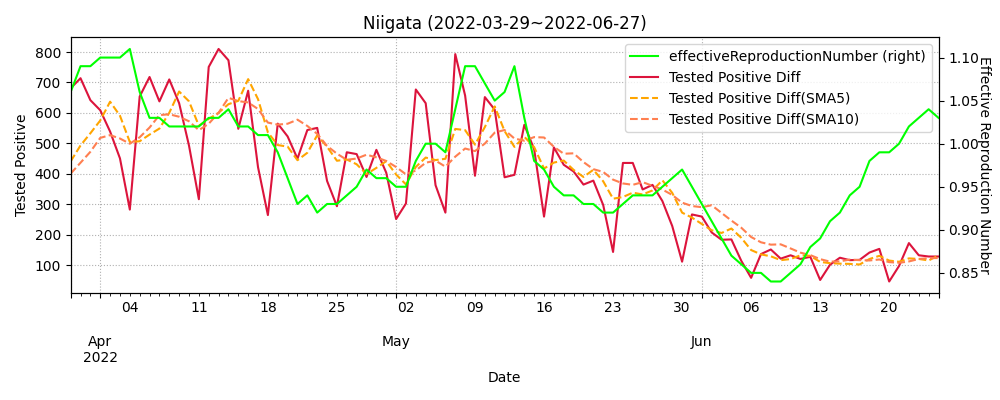 Niigata (2022-03-29~2022-06-27)
effectiveReproductionNumber (right)
Tested Positive Diff
Tested Positive Diff(SMA5)
Tested Positive Diff(SMA10)
Tested Positive
800
700
600
500
400
300
200
100
Effective Reproduction Number
1.10
1.05
1.00
0.95
0.90
0.85
04 11 18 25 02 09 16 23 30 06 13 20
Apr May Jun
2022
Date